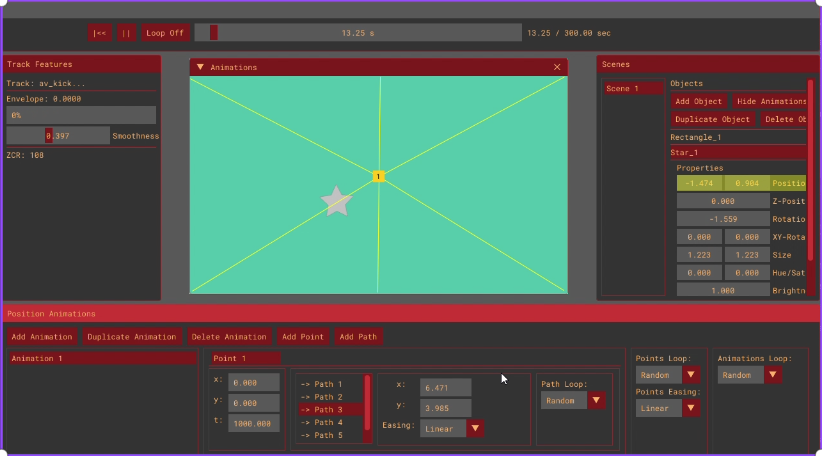 |<<
||
Loop Off
13.25 s
13.25 / 300.00 sec
Track Features
Track: av_kick...
Envelope: 0.0000
0%
0.397
Smoothness
ZCR: 108
▼ Animations
1
Scenes
Scene 1
Objects
Add Object
Hide Animations
Duplicate Object
Delete Ob
Rectangle_1
Star_1
Properties
-1.474 0.904 Positio
0.000 Z-Posit
-1.559 Rotatio
0.000 0.000 XY-Rota
1.223 1.223 Size
0.000 0.000 Hue/Sat
1.000 Brightn
Position Animations
Add Animation
Duplicate Animation
Delete Animation
Add Point
Add Path
Animation 1
Point 1
x: 0.000
y: 0.000
t: 1000.000
-> Path 1
-> Path 2
-> Path 3
-> Path 4
-> Path 5
x: 6.471
y: 3.985
Easing: Linear
Path Loop:
Random
Points Loop:
Random
Points Easing:
Linear
Animations Loop:
Random